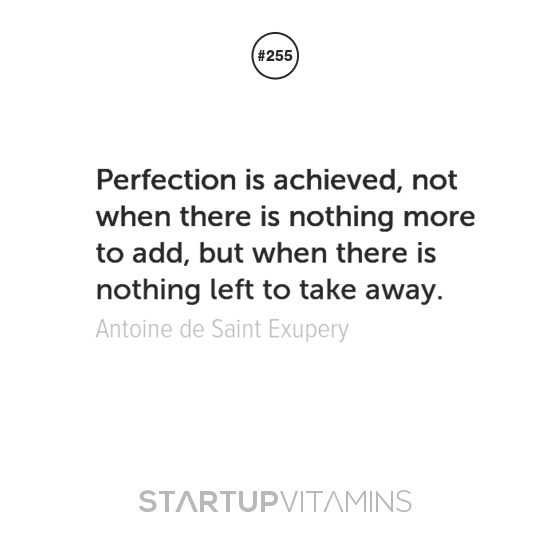 #255
Perfection is achieved, not
when there is nothing more
to add, but when there is
nothing left to take away.
Antoine de Saint Exupery
STARTUPVITAMINS